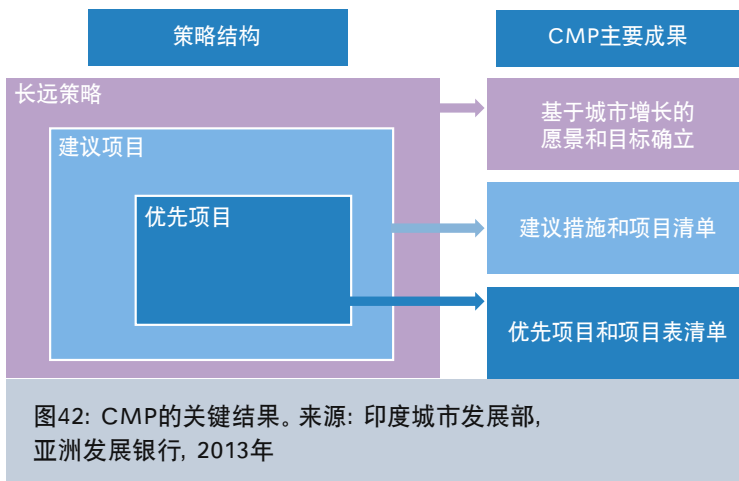 策略结构
CMP主要成果
长远策略
建议项目
优先项目
基于城市增长的
愿景和目标确立
建议措施和项目清单
优先项目和项目表清单
图42: CMP的关键结果。来源: 印度城市发展部,
亚洲发展银行, 2013年